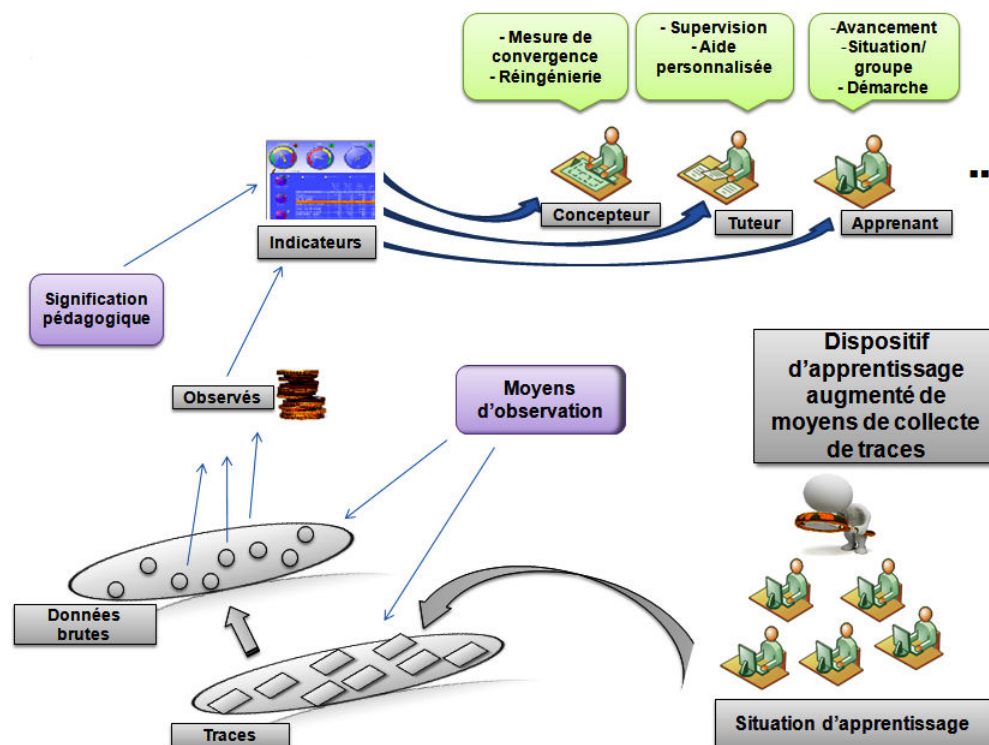 - Mesure de
convergence
- Réingénierie
- Supervision
- Aide
personnalisée
-Avancement
-Situation/
groupe
- Démarche
Concepteur
Tuteur
Apprenant
...
Indicateurs
Signification
pédagogique
Observés
Moyens
d'observation
Dispositif
d'apprentissage
augmenté de
moyens de collecte
de traces
Données
brutes
Traces
Situation d'apprentissage